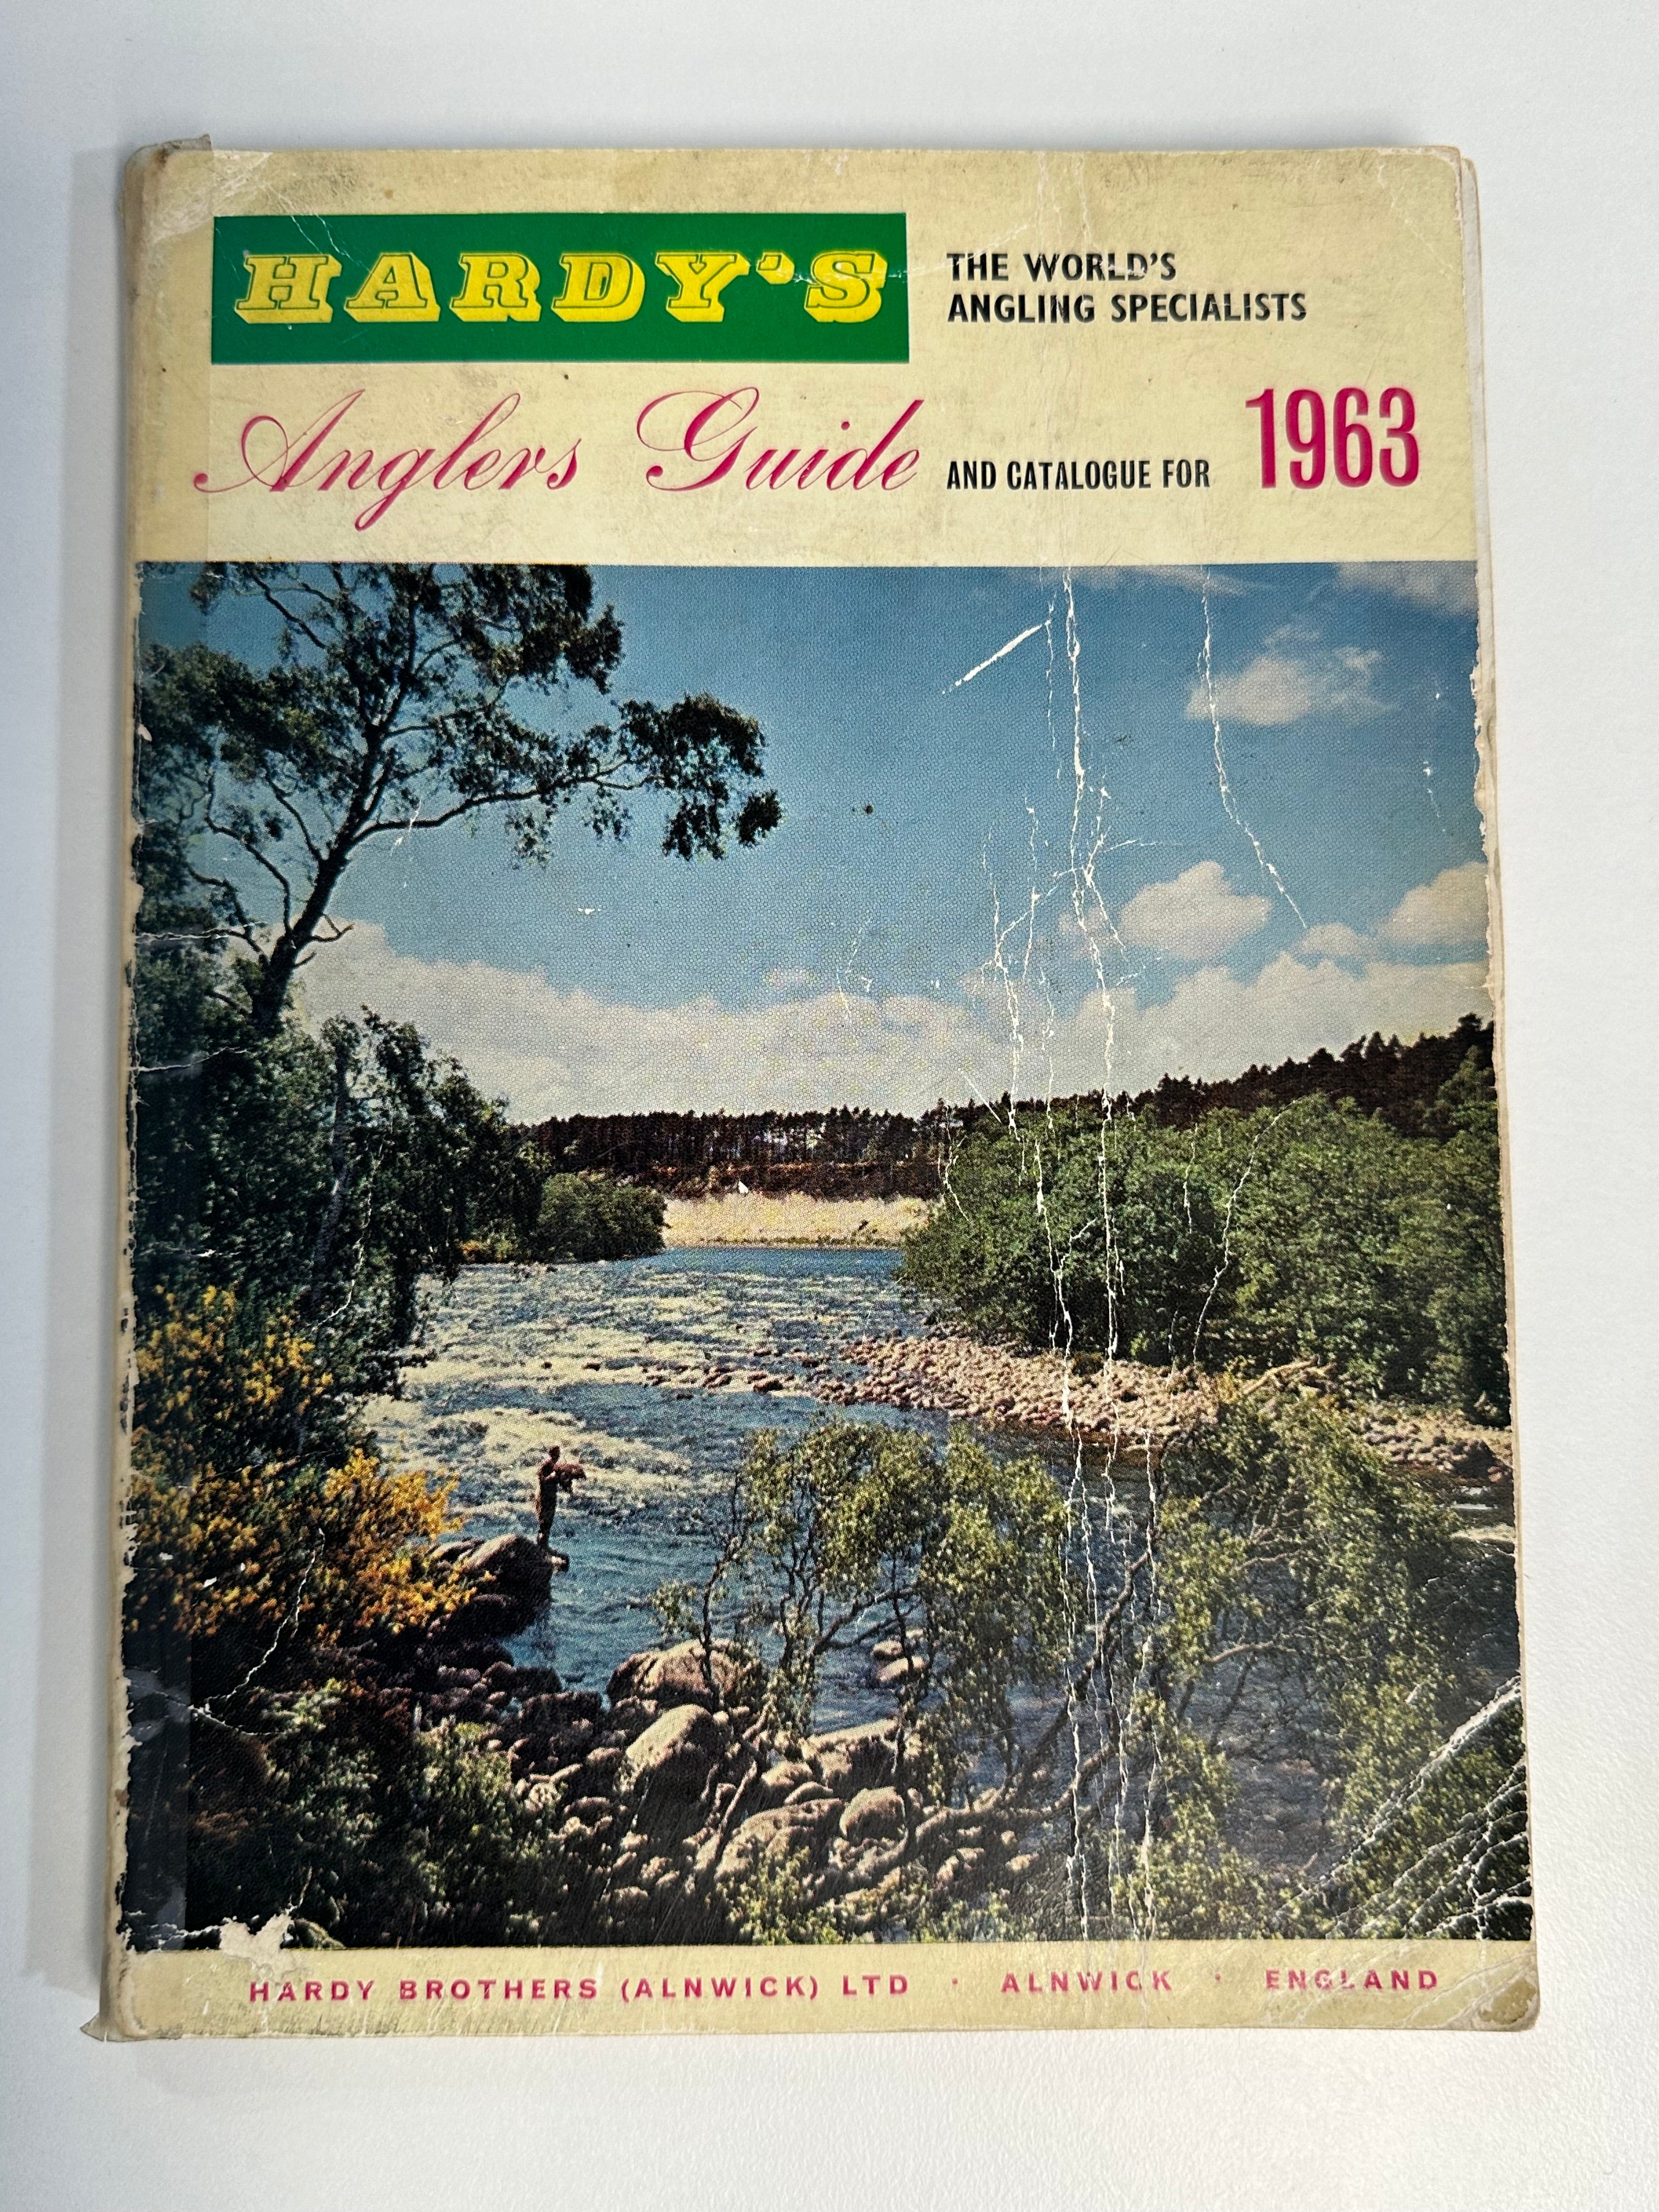 HARDY'S
THE WORLD'S
ANGLING SPECIALISTS
Anglers Guide AND CATALOGUE FOR 1963
HARDY BROTHERS (ALNWICK) LTD · ALNWICK · ENGLAND